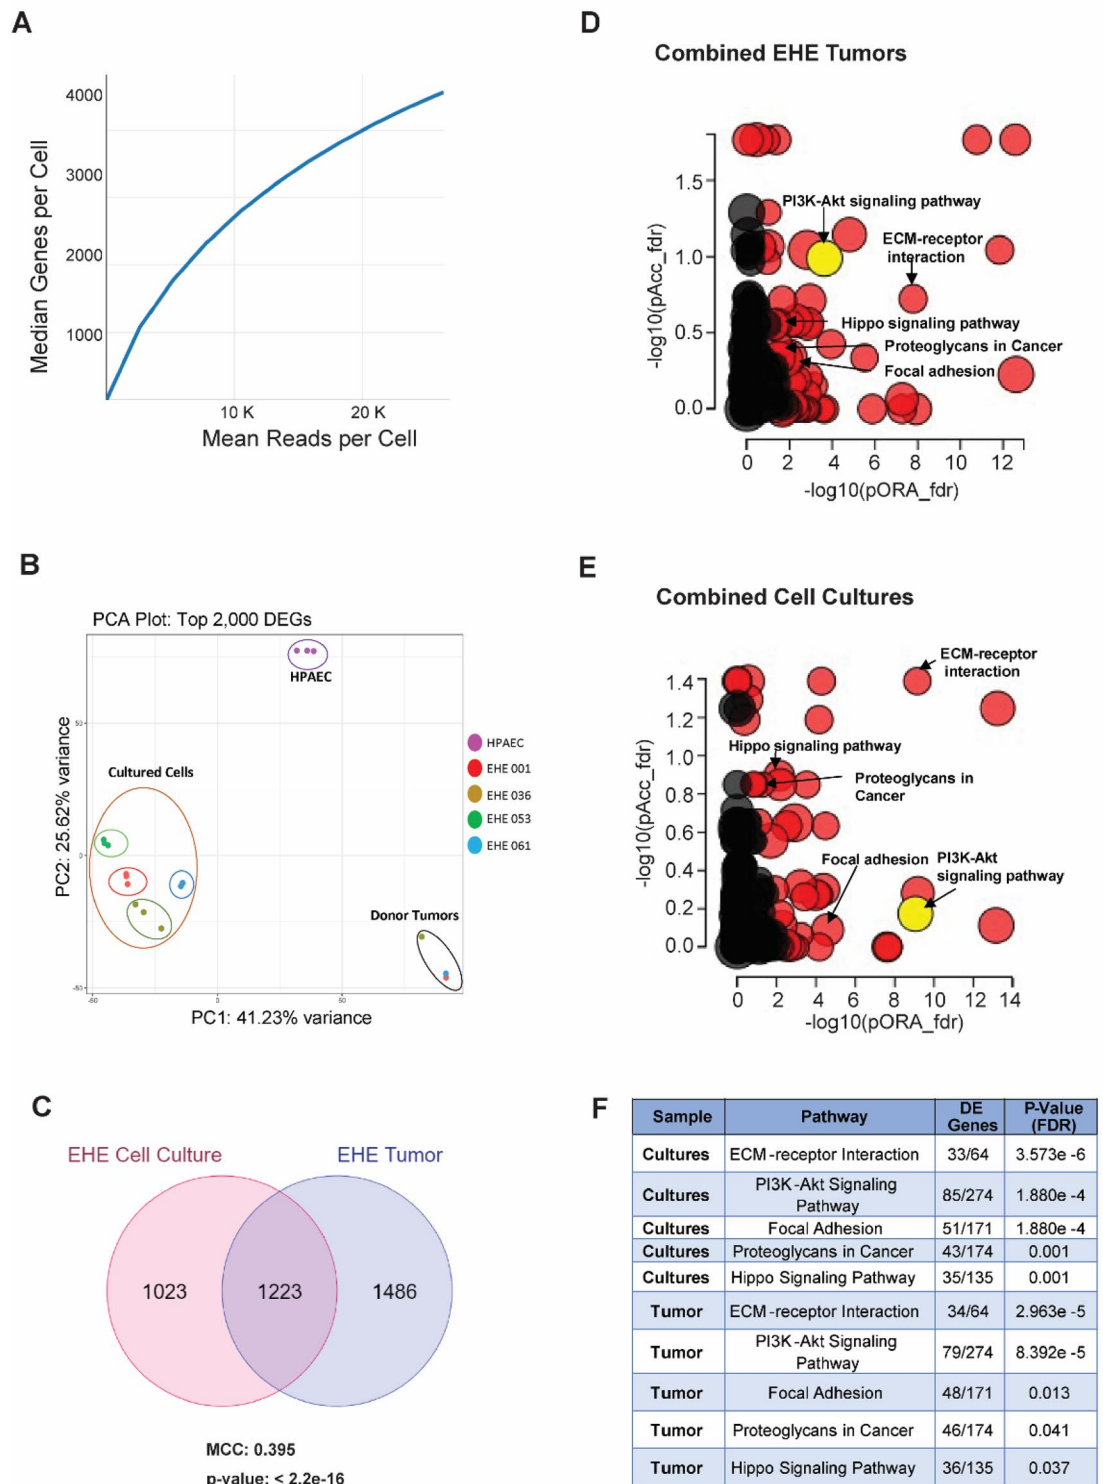 A
4000
3000
2000
1000
Median Genes per Cell
10 K
20 K
Mean Reads per Cell
B
PCA Plot: Top 2,000 DEGs
HPAEC
Cultured Cells
Donor Tumors
50
0
-50
PC2: 25.62% variance
-50
0
50
PC1: 41.23% variance
HPAEC
EHE 001
EHE 036
EHE 053
EHE 061
C
EHE Cell Culture
EHE Tumor
1023
1223
1486
MCC: 0.395
p-value: < 2.2e-16
D
Combined EHE Tumors
1.5
1.0
0.5
0.0
-log10(pAcc_fdr)
PI3K-Akt signaling pathway
ECM-receptor
interaction
Hippo signaling pathway
Proteoglycans in Cancer
Focal adhesion
0 2 4 6 8 10 12
-log10(pORA_fdr)
E
Combined Cell Cultures
1.4
1.2
1.0
0.8
0.6
0.4
0.2
0.0
-log10(pAcc_fdr)
ECM-receptor
interaction
Hippo signaling pathway
Proteoglycans in
Cancer
Focal adhesion
PI3K-Akt
signaling pathway
0 2 4 6 8 10 12 14
-log10(pORA_fdr)
F
Sample Pathway DE Genes P-Value (FDR)
Cultures ECM-receptor Interaction 33/64 3.573e -6
Cultures PI3K-Akt Signaling Pathway 85/274 1.880e -4
Cultures Focal Adhesion 51/171 1.880e -4
Cultures Proteoglycans in Cancer 43/174 0.001
Cultures Hippo Signaling Pathway 35/135 0.001
Tumor ECM-receptor Interaction 34/64 2.963e -5
Tumor PI3K-Akt Signaling Pathway 79/274 8.392e -5
Tumor Focal Adhesion 48/171 0.013
Tumor Proteoglycans in Cancer 46/174 0.041
Tumor Hippo Signaling Pathway 36/135 0.037